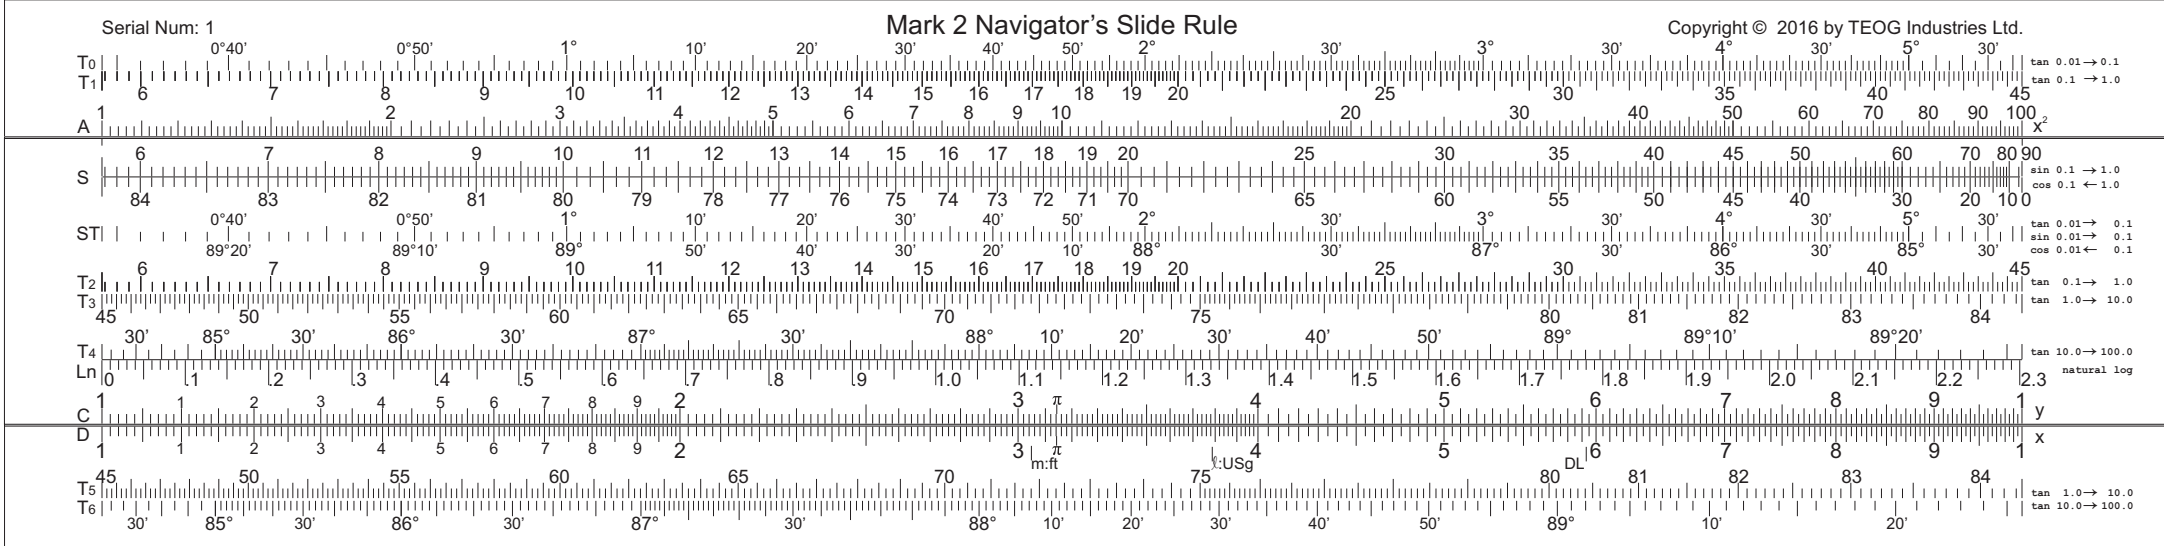 Serial Num: 1 Mark 2 Navigator's Slide Rule Copyright © 2016 by TEOG Industries Ltd.
0°40' 0°50' 1° 10' 20' 30' 40' 50' 2° 30' 3° 30' 4° 30' 5° 30'
T0 tan 0.01→0.1
T1 tan 0.1 →1.0
6 7 8 9 10 11 12 13 14 15 16 17 18 19 20 25 30 35 40 45
1 2 3 4 5 6 7 8 9 10 20 30 40 50 60 70 80 90 100
A x²
6 7 8 9 10 11 12 13 14 15 16 17 18 19 20 25 30 35 40 45 50 60 70 80 90
S sin 0.1 →1.0
cos 0.1 ←1.0
84 83 82 81 80 79 78 77 76 75 74 73 72 71 70 65 60 55 50 45 40 30 20 10 0
0°40' 0°50' 1° 10' 20' 30' 40' 50' 2° 30' 3° 30' 4° 30' 5° 30'
tan 0.01→ 0.1
ST sin 0.01→ 0.1
cos 0.01← 0.1
89°20' 89°10' 89° 50' 40' 30' 20' 10' 88° 30' 87° 30' 86° 30' 85° 30'
6 7 8 9 10 11 12 13 14 15 16 17 18 19 20 25 30 35 40 45
T2 tan 0.1→ 1.0
T3 tan 1.0→ 10.0
45 50 55 60 65 70 75 80 81 82 83 84
30' 85° 30' 86° 30' 87° 30' 88° 10' 20' 30' 40' 50' 89° 89°10' 89°20'
T4 tan 10.0→100.0
Ln natural log
0 .1 .2 .3 .4 .5 .6 .7 .8 .9 1.0 1.1 1.2 1.3 1.4 1.5 1.6 1.7 1.8 1.9 2.0 2.1 2.2 2.3
1 1 2 3 4 5 6 7 8 9 2 3 π 4 5 6 7 8 9 1
C y
D x
1 1 2 3 4 5 6 7 8 9 2 3 π 4 5 6 7 8 9 1
m:ft ℓ:USg DL
45 50 55 60 65 70 75 80 81 82 83 84
T5 tan 1.0→ 10.0
T6 tan 10.0→100.0
30' 85° 30' 86° 30' 87° 30' 88° 10' 20' 30' 40' 50' 89° 10' 20'